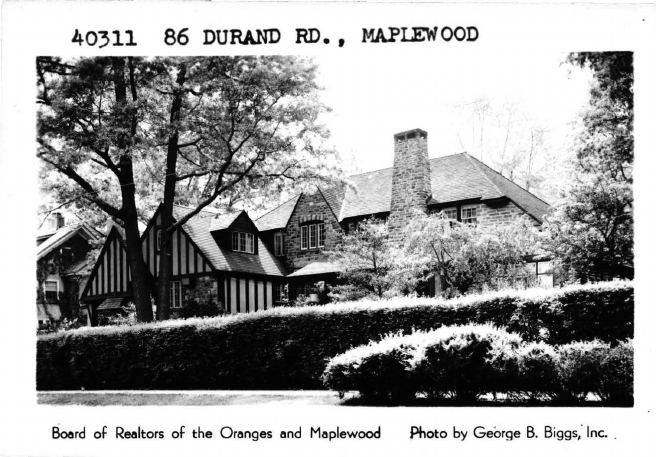 40311 86 DURAND RD., MAPLEWOOD
Board of Realtors of the Oranges and Maplewood Photo by George B. Biggs, Inc.